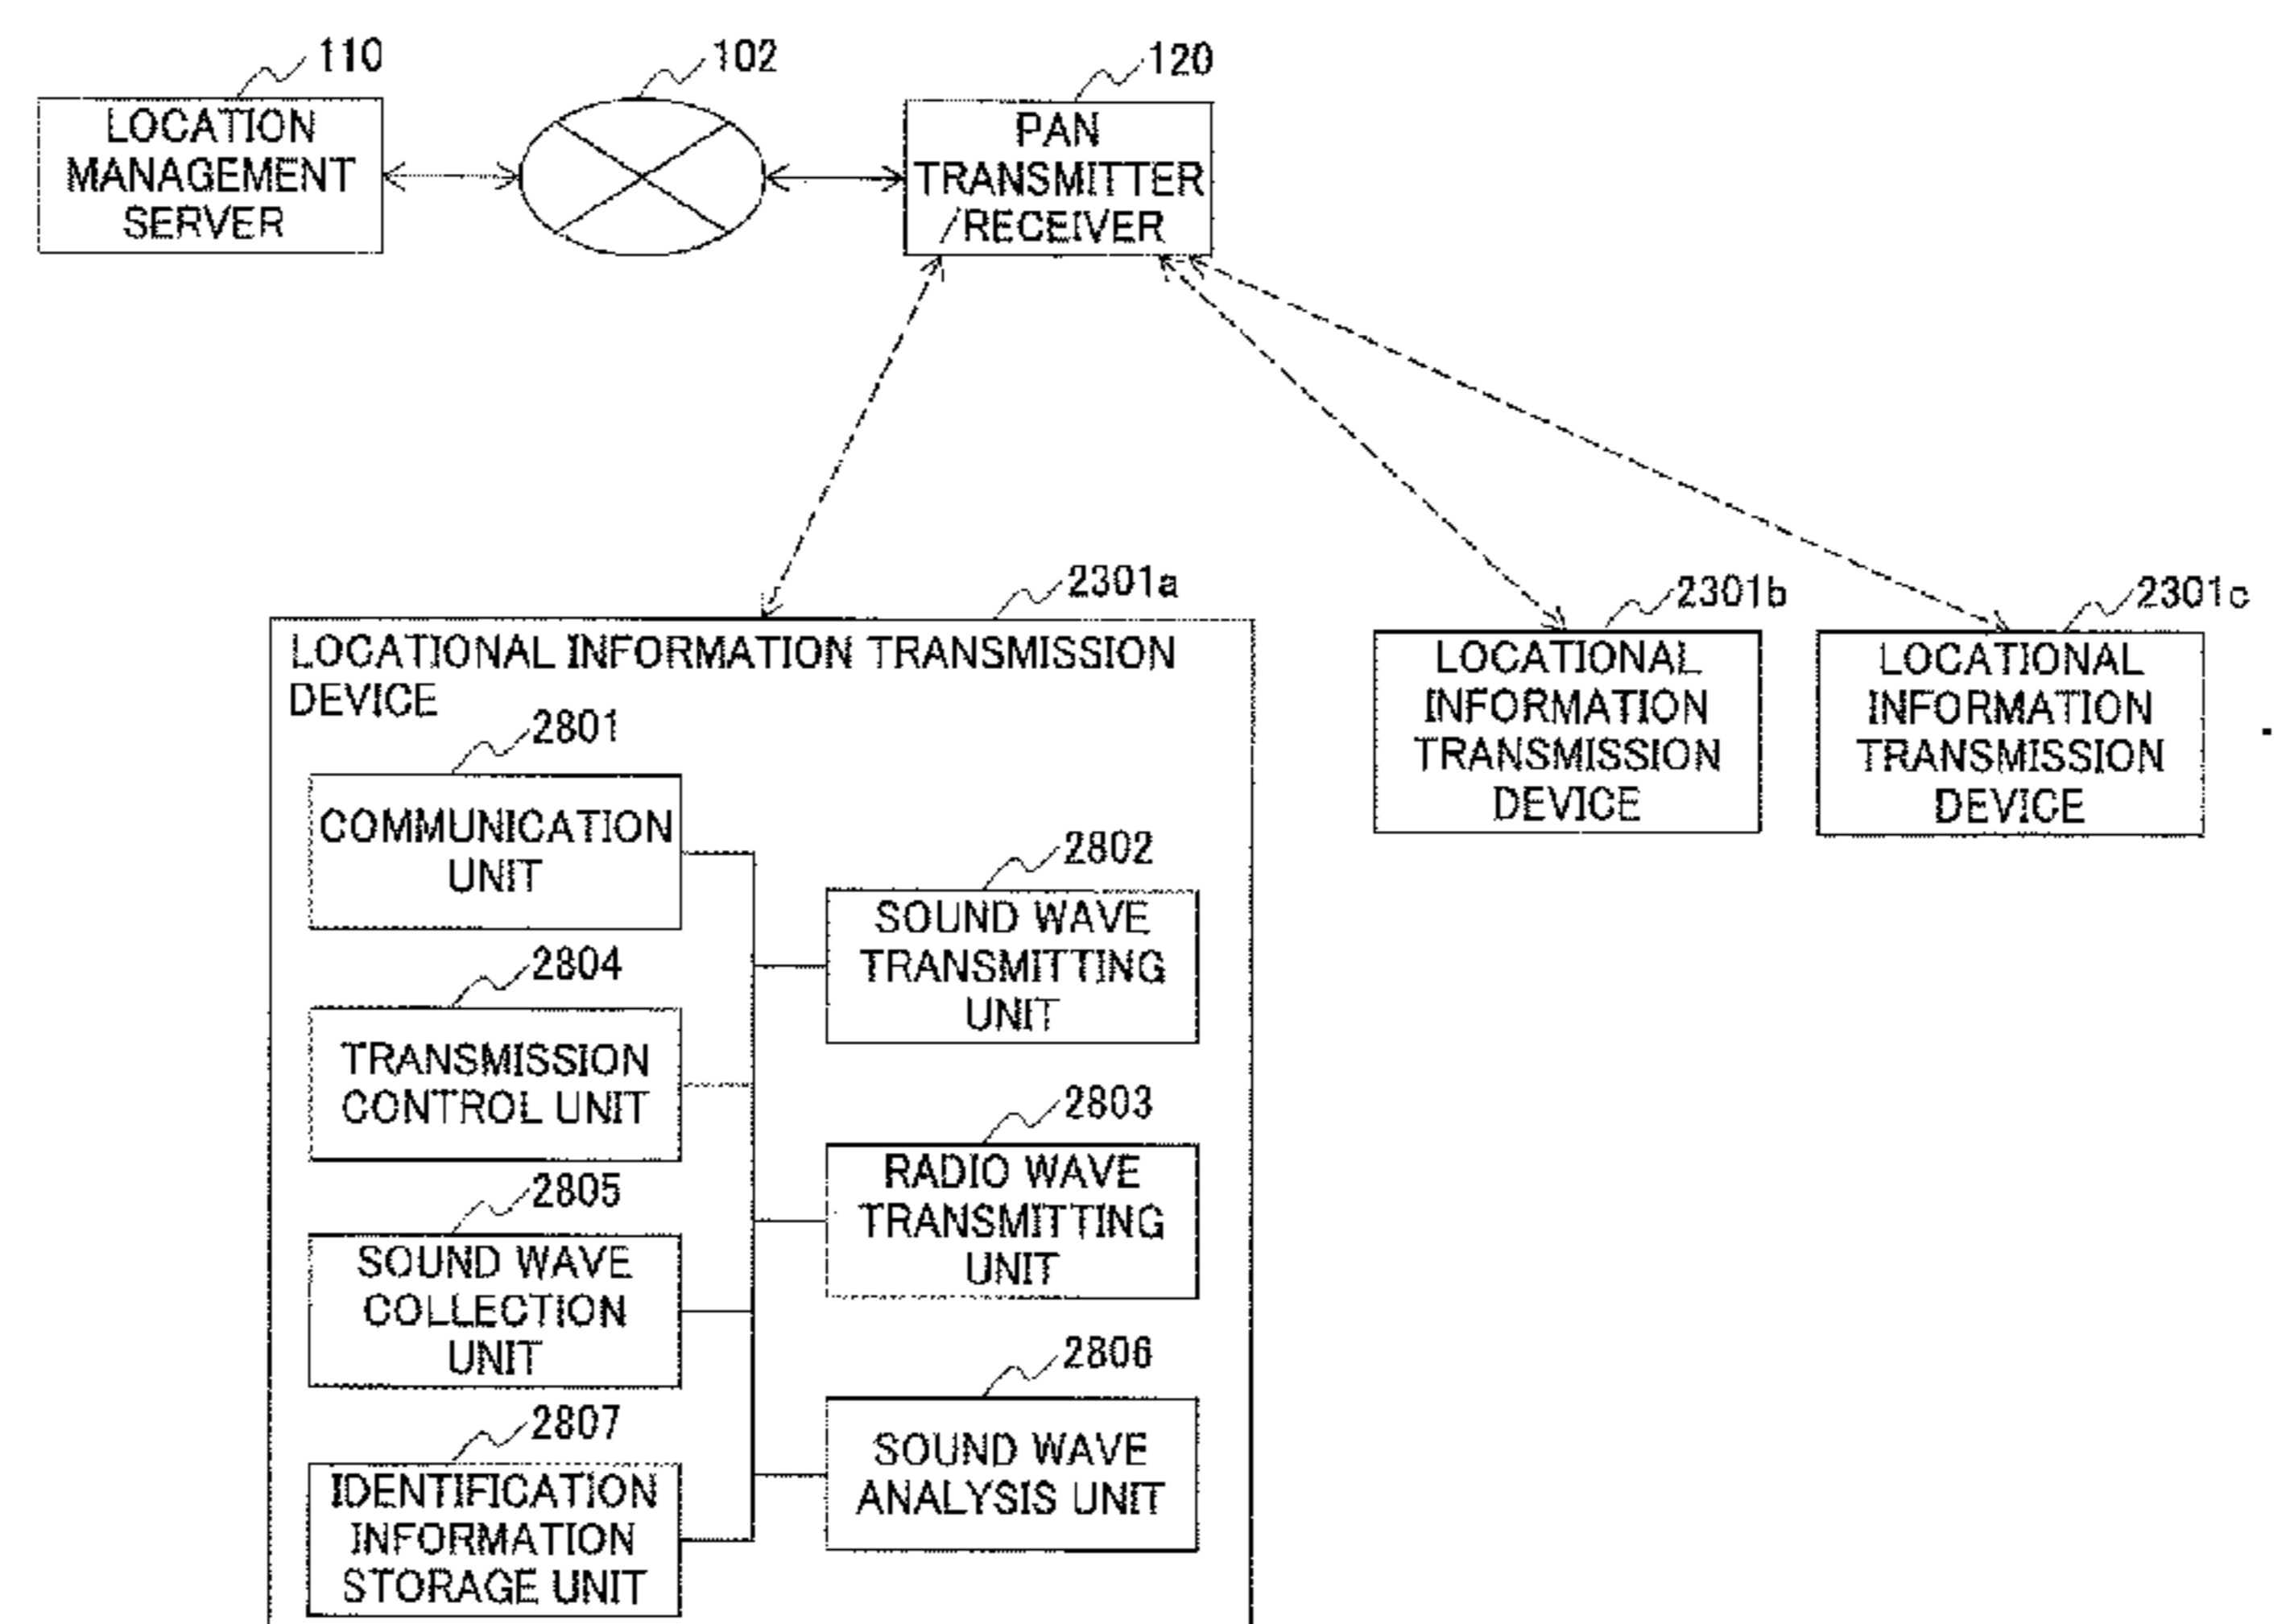 110
102
120
LOCATION
MANAGEMENT
SERVER
PAN
TRANSMITTER
/RECEIVER
2301a
2301b
2301c
LOCATIONAL INFORMATION TRANSMISSION
DEVICE
LOCATIONAL
INFORMATION
TRANSMISSION
DEVICE
LOCATIONAL
INFORMATION
TRANSMISSION
DEVICE
2801
COMMUNICATION
UNIT
2802
SOUND WAVE
TRANSMITTING
UNIT
2804
TRANSMISSION
CONTROL UNIT
2803
RADIO WAVE
TRANSMITTING
UNIT
2805
SOUND WAVE
COLLECTION
UNIT
2806
SOUND WAVE
ANALYSIS UNIT
2807
IDENTIFICATION
INFORMATION
STORAGE UNIT